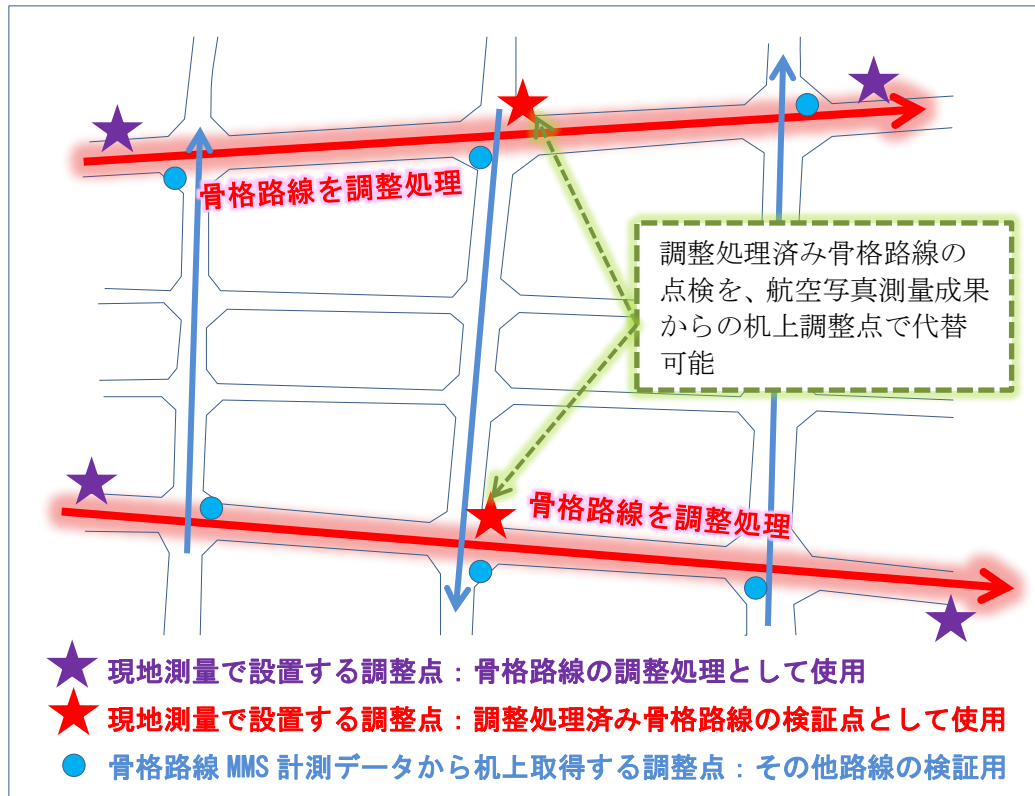 骨格路線を調整処理
調整処理済み骨格路線の
点検を、航空写真測量成果
からの机上調整点で代替
可能
骨格路線を調整処理
現地測量で設置する調整点：骨格路線の調整処理として使用
現地測量で設置する調整点：調整処理済み骨格路線の検証点として使用
骨格路線 MMS 計測データから机上取得する調整点：その他路線の検証用